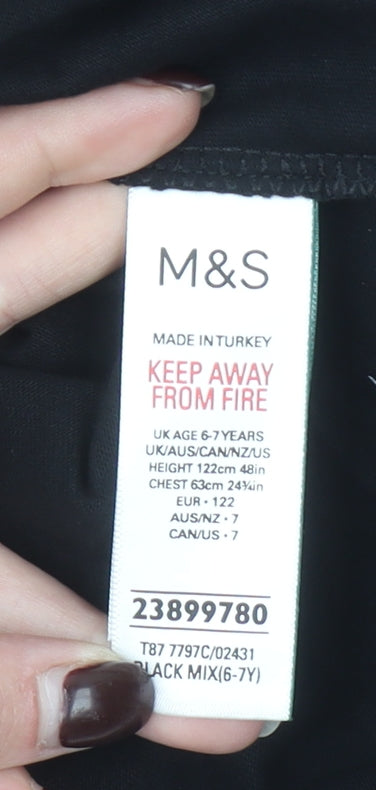 M&S
MADE IN TURKEY
KEEP AWAY
FROM FIRE
UK AGE 6-7 YEARS
UK/AUS/CAN/NZ/US
HEIGHT 122cm 48in
CHEST 63cm 24¾in
EUR • 122
AUS/NZ • 7
CAN/US • 7
23899780
T87 7797C/02431
BLACK MIX(6-7Y)